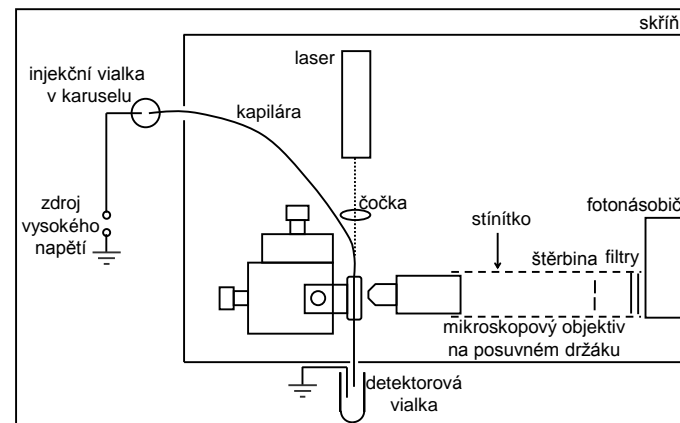 skříň
laser
injekční vialka
v karuselu
kapilára
čočka
zdroj
vysokého
napětí
stínítko
fotonásobič
štěrbina
filtry
mikroskopový objektiv
na posuvném držáku
detektorová
vialka